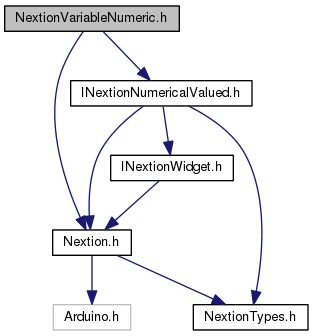 NextionVariableNumeric.h
INextionNumericalValued.h
INextionWidget.h
Nextion.h
Arduino.h
NextionTypes.h